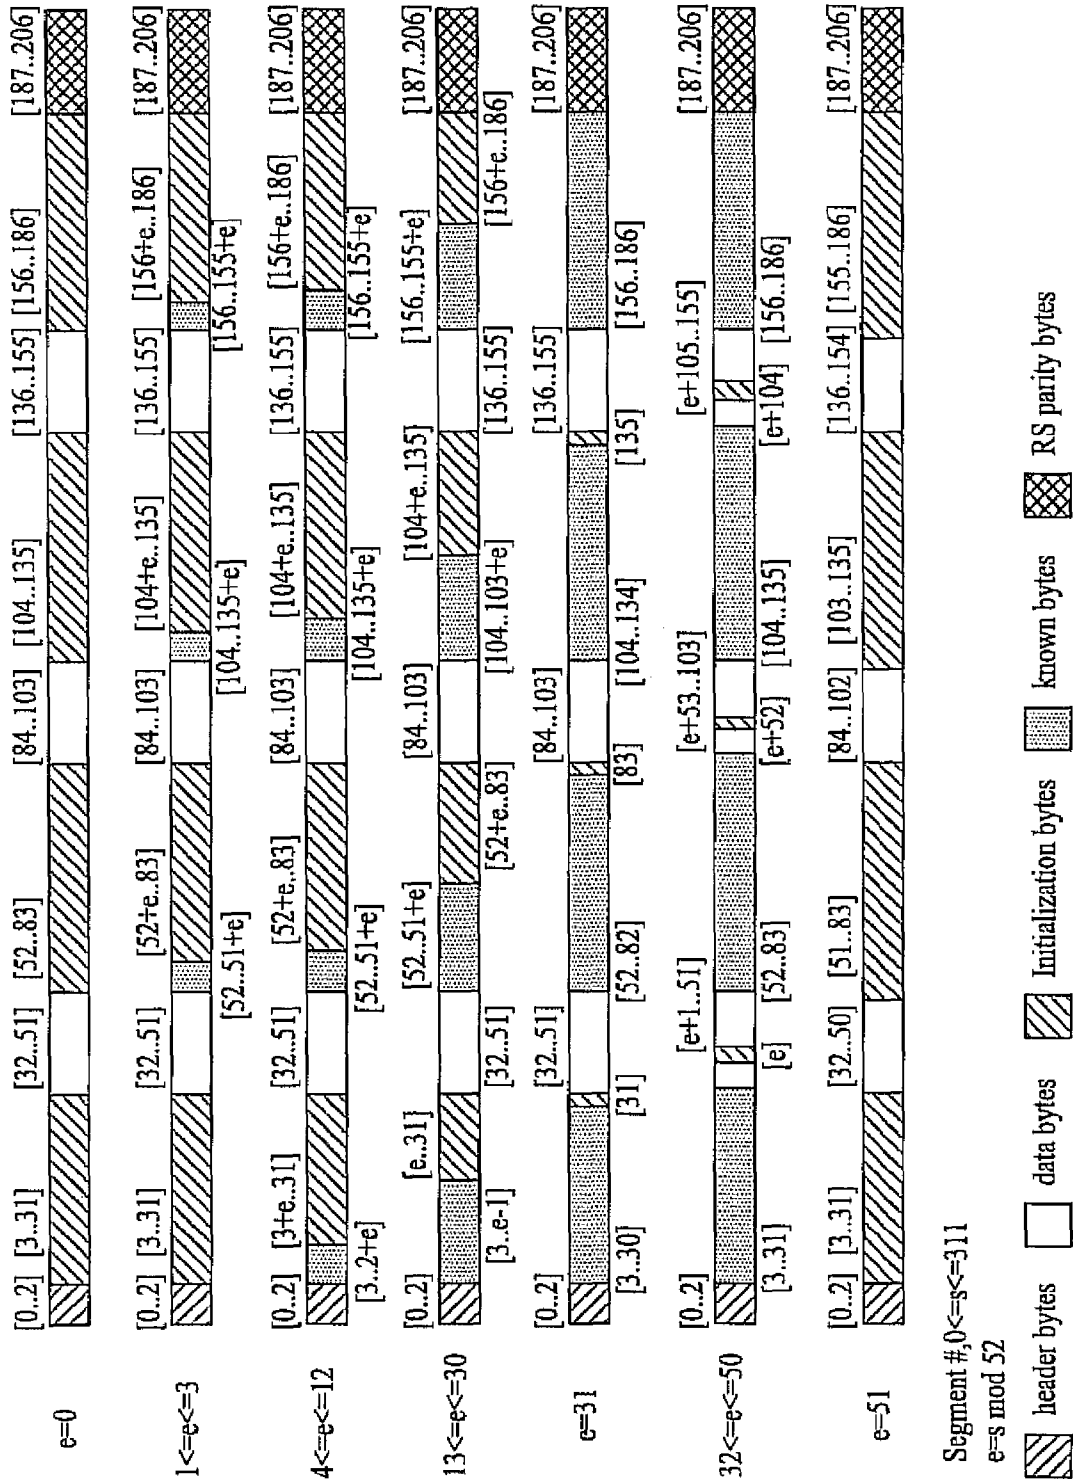 e=0
[0..2] [3..31] [32..51] [52..83] [84..103] [104..135] [136..155] [156..186] [187..206]
1<=e<=3
[0..2] [3..31] [32..51] [52+e..83] [84..103] [104+e..135] [136..155] [156+e..186] [187..206]
[52..51+e] [104..135+e] [156..155+e]
4<=e<=12
[0..2] [3+e..31] [32..51] [52+e..83] [84..103] [104+e..135] [136..155] [156+e..186] [187..206]
[3..2+e] [52..51+e] [104..135+e] [156..155+e]
13<=e<=30
[0..2] [e..31] [52..51+e] [84..103] [104+e..135] [156..155+e] [187..206]
[3..e-1] [32..51] [52+e..83] [104..103+e] [136..155] [156+e..186]
e=31
[0..2] [32..51] [84..103] [136..155] [187..206]
[3..30] [31] [52..82] [83] [104..134] [135] [156..186]
32<=e<=50
[0..2] [e+1..51] [e+53..103] [e+105..155] [187..206]
[3..31] [e] [52..83] [e+52] [104..135] [e+104] [156..186]
e=51
[0..2] [3..31] [32..50] [51..83] [84..102] [103..135] [136..154] [155..186] [187..206]
Segment #,0<=s<=311
e=s mod 52
header bytes
data bytes
Initialization bytes
known bytes
RS parity bytes